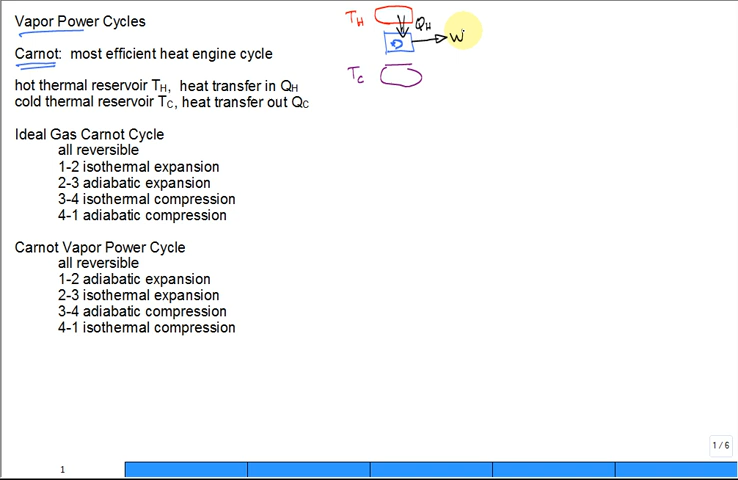 Vapor Power Cycles
Carnot: most efficient heat engine cycle
hot thermal reservoir TH, heat transfer in QH
cold thermal reservoir TC, heat transfer out QC
Ideal Gas Carnot Cycle
all reversible
1-2 isothermal expansion
2-3 adiabatic expansion
3-4 isothermal compression
4-1 adiabatic compression
Carnot Vapor Power Cycle
all reversible
1-2 adiabatic expansion
2-3 isothermal expansion
3-4 adiabatic compression
4-1 isothermal compression
TH
QH
W
TC
1 / 6
1